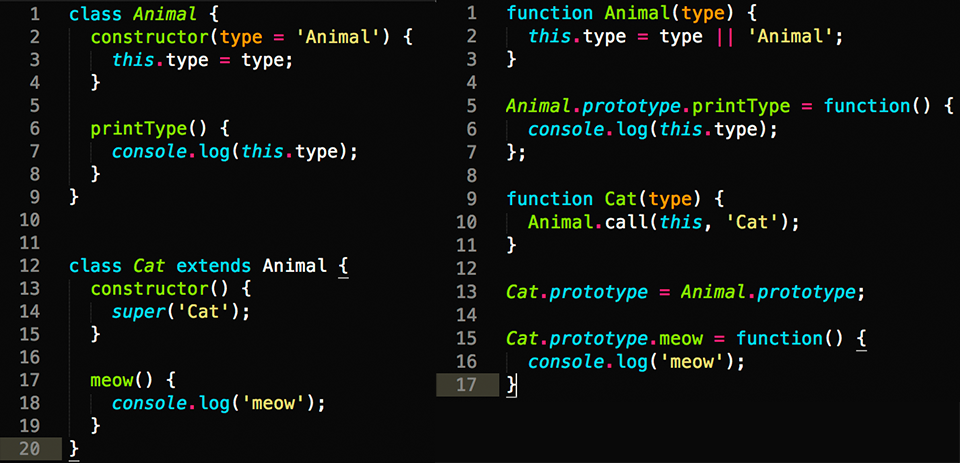 1 class Animal {
2 constructor(type = 'Animal') {
3 this.type = type;
4 }
5
6 printType() {
7 console.log(this.type);
8 }
9 }
10
11
12 class Cat extends Animal {
13 constructor() {
14 super('Cat');
15 }
16
17 meow() {
18 console.log('meow');
19 }
20 }
1 function Animal(type) {
2 this.type = type || 'Animal';
3 }
4
5 Animal.prototype.printType = function() {
6 console.log(this.type);
7 };
8
9 function Cat(type) {
10 Animal.call(this, 'Cat');
11 }
12
13 Cat.prototype = Animal.prototype;
14
15 Cat.prototype.meow = function() {
16 console.log('meow');
17 }